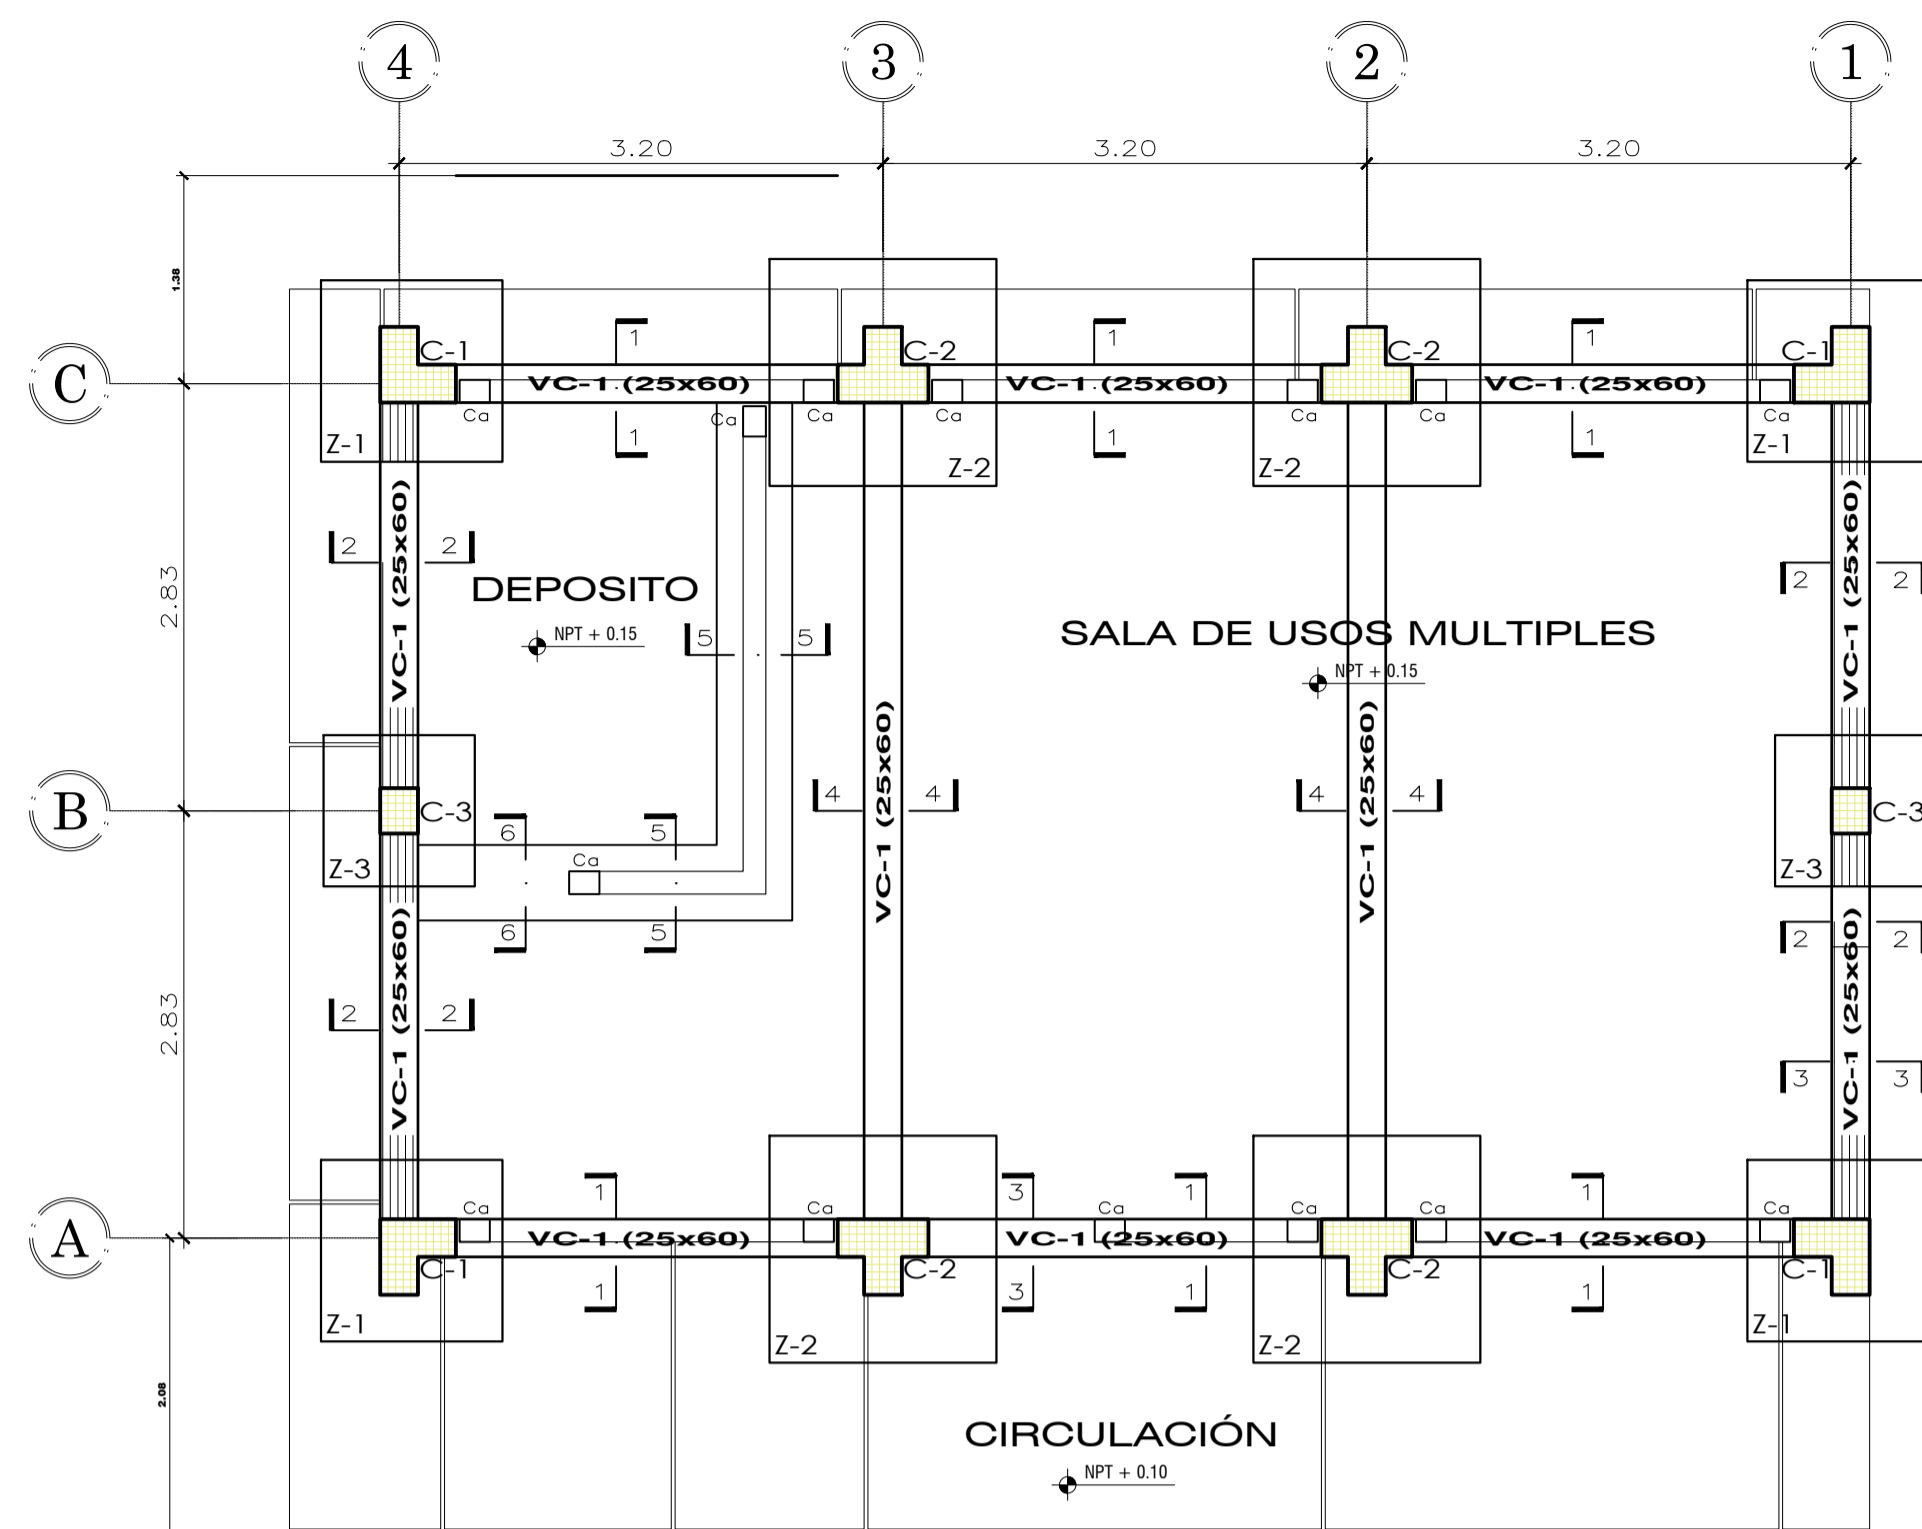 4 3 2 1
3.20 3.20 3.20
1.38
1 1 1
C-1 C-2 C-2 C-1
C
VC-1 (25x60) VC-1 (25x60) VC-1 (25x60)
Ca Ca Ca Ca Ca Ca Ca
1 1 1
Z-1 Z-2 Z-2 Z-1
VC-1 (25x60) VC-1 (25x60)
2 2 2 2
2.83
DEPOSITO
NPT + 0.15
5 5
SALA DE USOS MULTIPLES
NPT + 0.15
VC-1 (25x60) VC-1 (25x60)
4 4 4 4
B
C-3 C-3
6 5
Ca
Z-3 Z-3
6 5
2 2
VC-1 (25x60) VC-1 (25x60)
2 2
2.83
3 3
1 3 1 1
Ca Ca Ca Ca Ca Ca
A
VC-1 (25x60) VC-1 (25x60) VC-1 (25x60)
C-1 C-2 C-2 C-1
1 3 1 1
Z-1 Z-2 Z-2 Z-1
2.08
CIRCULACIÓN
NPT + 0.10